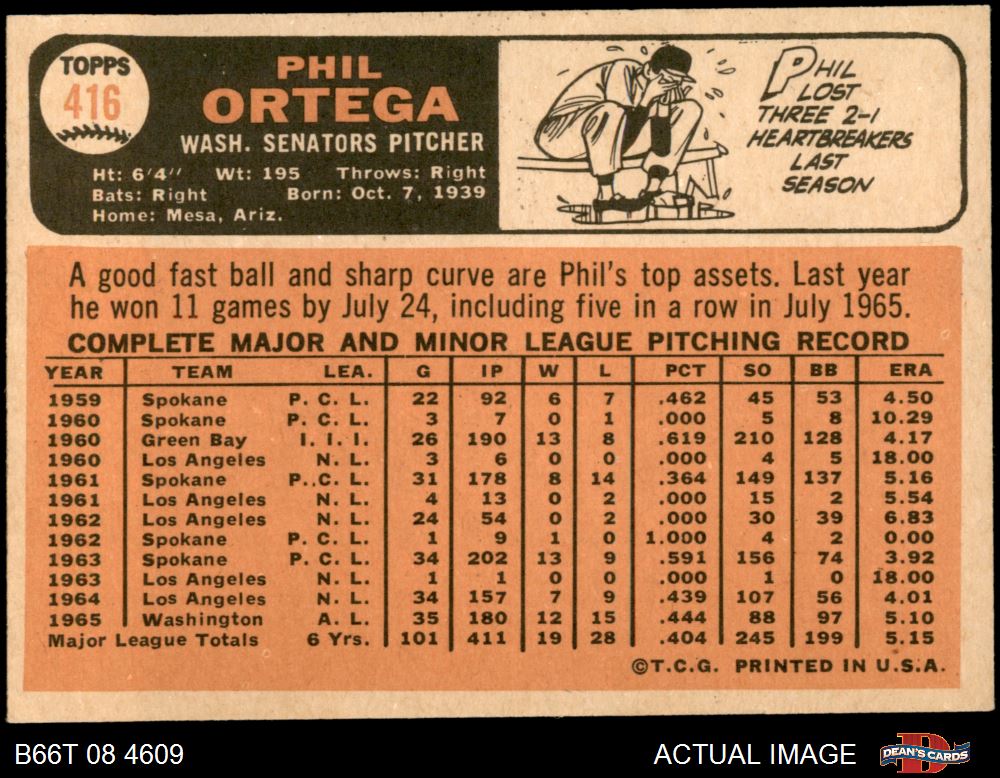 TOPPS
416
PHIL
ORTEGA
WASH. SENATORS PITCHER
Ht: 6'4" Wt: 195 Throws: Right
Bats: Right Born: Oct. 7, 1939
Home: Mesa, Ariz.
PHIL
LOST
THREE 2-1
HEARTBREAKERS
LAST
SEASON
A good fast ball and sharp curve are Phil's top assets. Last year
he won 11 games by July 24, including five in a row in July 1965.
COMPLETE MAJOR AND MINOR LEAGUE PITCHING RECORD
YEAR TEAM LEA. G IP W L PCT SO BB ERA
1959 Spokane P. C. L. 22 92 6 7 .462 45 53 4.50
1960 Spokane P. C. L. 3 7 0 1 .000 5 8 10.29
1960 Green Bay I. I. I. 26 190 13 8 .619 210 128 4.17
1960 Los Angeles N. L. 3 6 0 0 .000 4 5 18.00
1961 Spokane P..C. L. 31 178 8 14 .364 149 137 5.16
1961 Los Angeles N. L. 4 13 0 2 .000 15 2 5.54
1962 Los Angeles N. L. 24 54 0 2 .000 30 39 6.83
1962 Spokane P. C. L. 1 9 1 0 1.000 4 2 0.00
1963 Spokane P. C. L. 34 202 13 9 .591 156 74 3.92
1963 Los Angeles N. L. 1 1 0 0 .000 1 0 18.00
1964 Los Angeles N. L. 34 157 7 9 .439 107 56 4.01
1965 Washington A. L. 35 180 12 15 .444 88 97 5.10
Major League Totals 6 Yrs. 101 411 19 28 .404 245 199 5.15
©T.C.G. PRINTED IN U.S.A.
B66T 08 4609 ACTUAL IMAGE DEAN'S CARDS